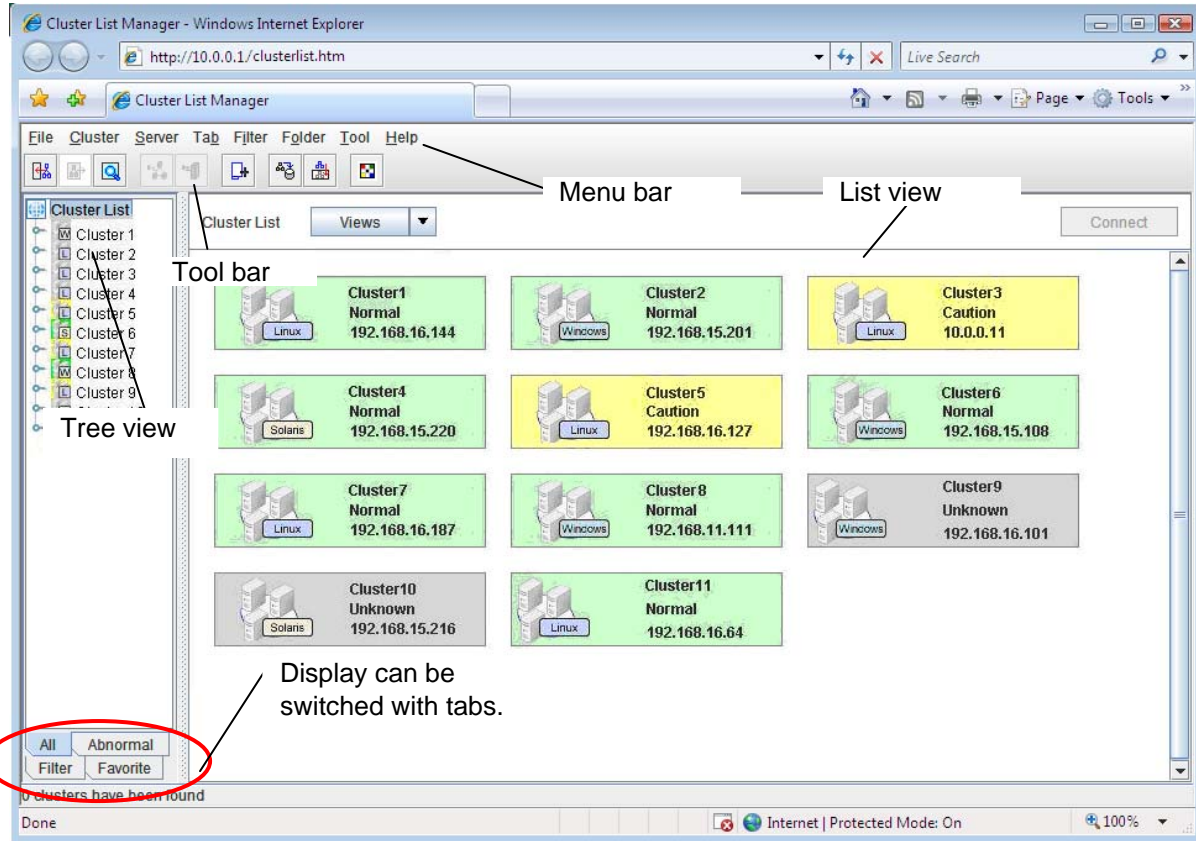 Cluster List Manager - Windows Internet Explorer
http://10.0.0.1/clusterlist.htm
Live Search
Cluster List Manager
Page
Tools
File Cluster Server Tab Filter Folder Tool Help
Menu bar
List view
Cluster List
Cluster 1
Cluster 2
Cluster 3
Cluster 4
Cluster 5
Cluster 6
Cluster 7
Cluster 8
Cluster 9
Tree view
Tool bar
Cluster List
Views
Connect
Linux
Cluster1
Normal
192.168.16.144
Windows
Cluster2
Normal
192.168.15.201
Linux
Cluster3
Caution
10.0.0.11
Solaris
Cluster4
Normal
192.168.15.220
Linux
Cluster5
Caution
192.168.16.127
Windows
Cluster6
Normal
192.168.15.108
Linux
Cluster7
Normal
192.168.16.187
Windows
Cluster8
Normal
192.168.11.111
Windows
Cluster9
Unknown
192.168.16.101
Solaris
Cluster10
Unknown
192.168.15.216
Linux
Cluster11
Normal
192.168.16.64
Display can be
switched with tabs.
All
Abnormal
Filter
Favorite
0 clusters have been found
Done
Internet | Protected Mode: On
100%